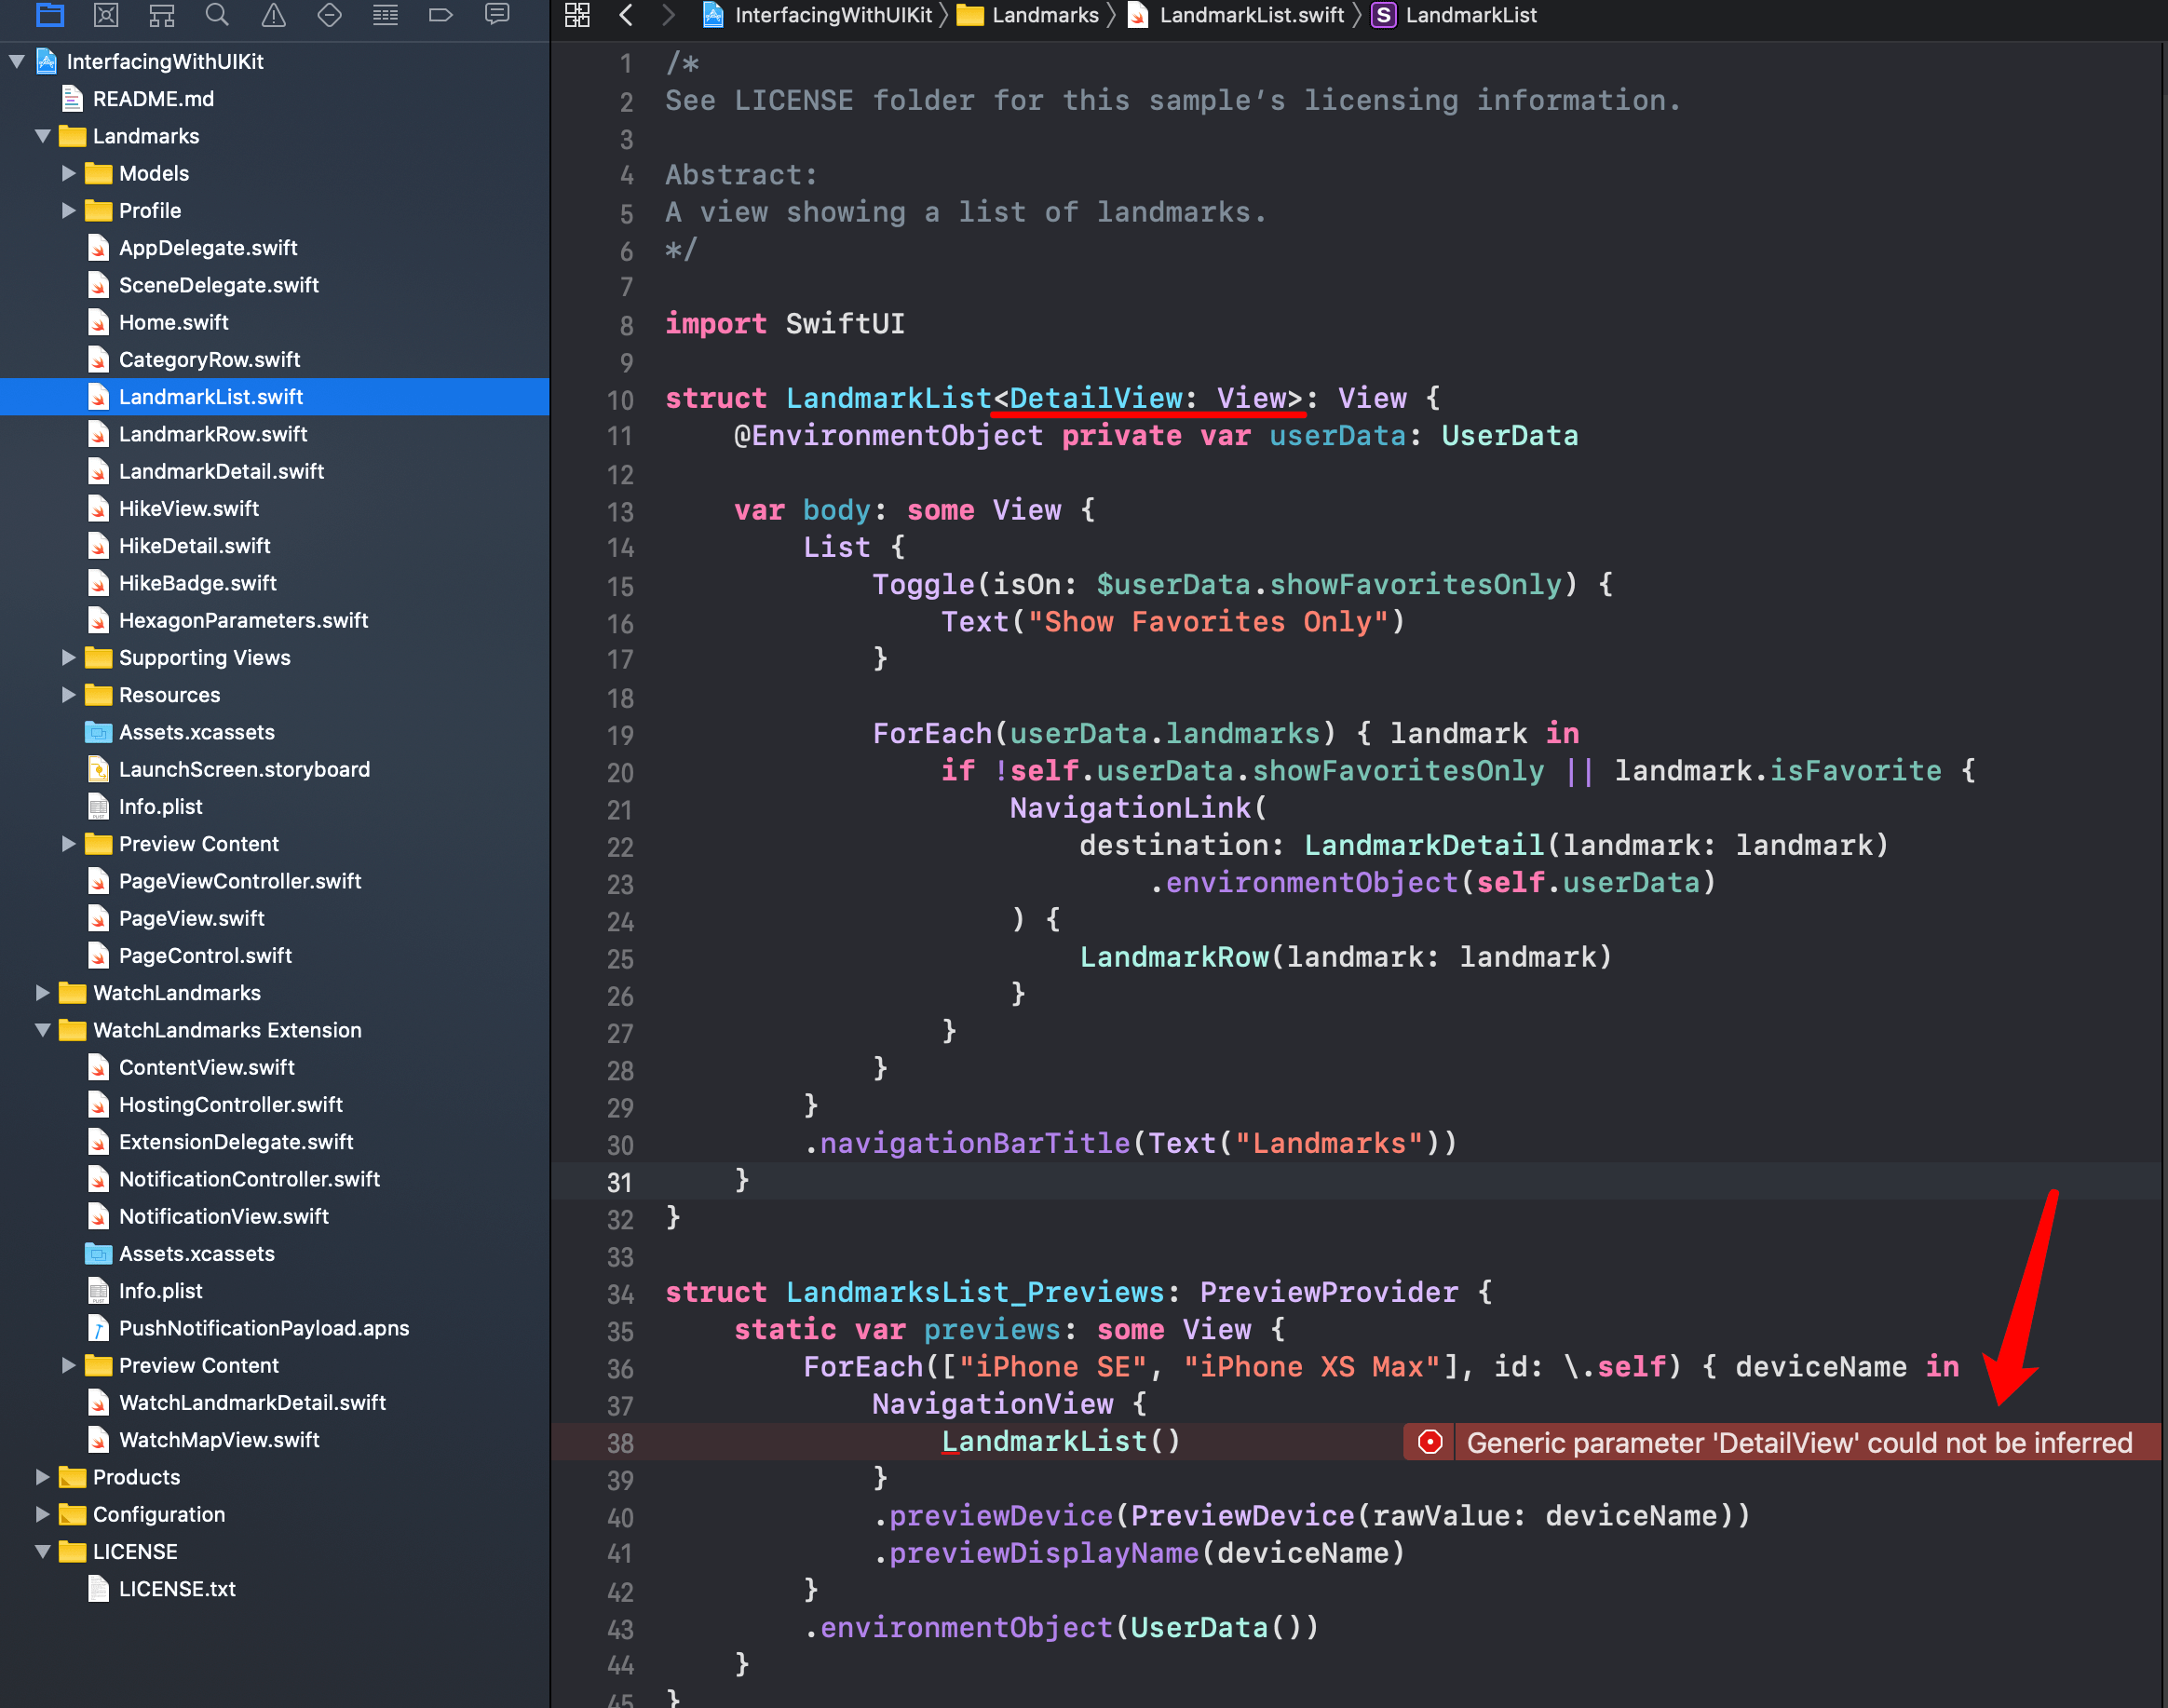 InterfacingWithUIKit
README.md
Landmarks
Models
Profile
AppDelegate.swift
SceneDelegate.swift
Home.swift
CategoryRow.swift
LandmarkList.swift
LandmarkRow.swift
LandmarkDetail.swift
HikeView.swift
HikeDetail.swift
HikeBadge.swift
HexagonParameters.swift
Supporting Views
Resources
Assets.xcassets
LaunchScreen.storyboard
Info.plist
Preview Content
PageViewController.swift
PageView.swift
PageControl.swift
WatchLandmarks
WatchLandmarks Extension
ContentView.swift
HostingController.swift
ExtensionDelegate.swift
NotificationController.swift
NotificationView.swift
Assets.xcassets
Info.plist
PushNotificationPayload.apns
Preview Content
WatchLandmarkDetail.swift
WatchMapView.swift
Products
Configuration
LICENSE
LICENSE.txt
InterfacingWithUIKit Landmarks LandmarkList.swift S LandmarkList
1 /*
2 See LICENSE folder for this sample’s licensing information.
3
4 Abstract:
5 A view showing a list of landmarks.
6 */
7
8 import SwiftUI
9
10 struct LandmarkList<DetailView: View>: View {
11 @EnvironmentObject private var userData: UserData
12
13 var body: some View {
14 List {
15 Toggle(isOn: $userData.showFavoritesOnly) {
16 Text("Show Favorites Only")
17 }
18
19 ForEach(userData.landmarks) { landmark in
20 if !self.userData.showFavoritesOnly || landmark.isFavorite {
21 NavigationLink(
22 destination: LandmarkDetail(landmark: landmark)
23 .environmentObject(self.userData)
24 ) {
25 LandmarkRow(landmark: landmark)
26 }
27 }
28 }
29 }
30 .navigationBarTitle(Text("Landmarks"))
31 }
32 }
33
34 struct LandmarksList_Previews: PreviewProvider {
35 static var previews: some View {
36 ForEach(["iPhone SE", "iPhone XS Max"], id: \.self) { deviceName in
37 NavigationView {
38 LandmarkList() Generic parameter 'DetailView' could not be inferred
39 }
40 .previewDevice(PreviewDevice(rawValue: deviceName))
41 .previewDisplayName(deviceName)
42 }
43 .environmentObject(UserData())
44 }
45 }